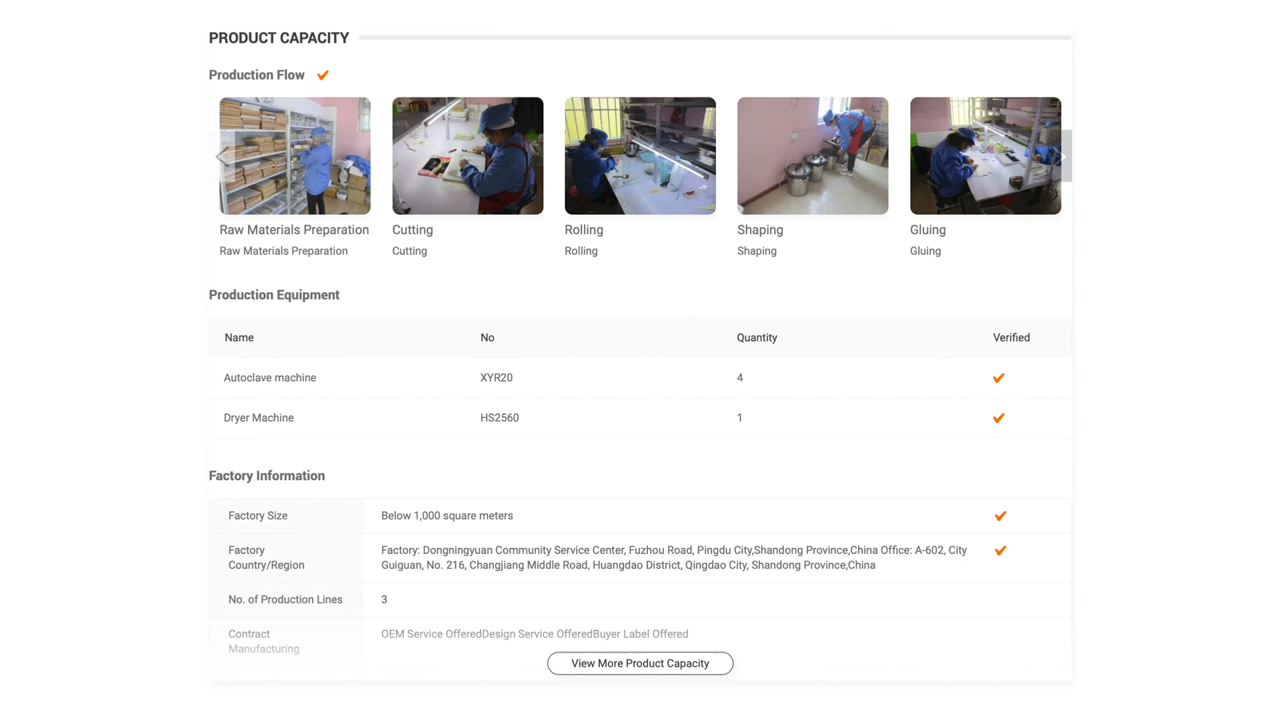 PRODUCT CAPACITY
Production Flow
Raw Materials Preparation
Raw Materials Preparation
Cutting
Cutting
Rolling
Rolling
Shaping
Shaping
Gluing
Gluing
Production Equipment
Name No Quantity Verified
Autoclave machine XYR20 4
Dryer Machine HS2560 1
Factory Information
Factory Size Below 1,000 square meters
Factory
Country/Region
Factory: Dongningyuan Community Service Center, Fuzhou Road, Pingdu City,Shandong Province,China Office: A-602, City
Guiguan, No. 216, Changjiang Middle Road, Huangdao District, Qingdao City, Shandong Province,China
No. of Production Lines 3
Contract
Manufacturing
OEM Service OfferedDesign Service OfferedBuyer Label Offered
View More Product Capacity